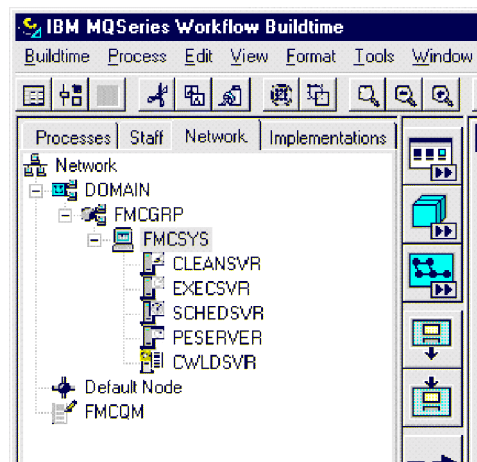 IBM MQSeries Workflow Buildtime
Buildtime Process Edit View Format Tools Window
Processes Staff Network Implementations
Network
DOMAIN
FMCGRP
FMCSYS
CLEANSVR
EXECSVR
SCHEDSVR
PESERVER
CWLDSVR
Default Node
FMCQM